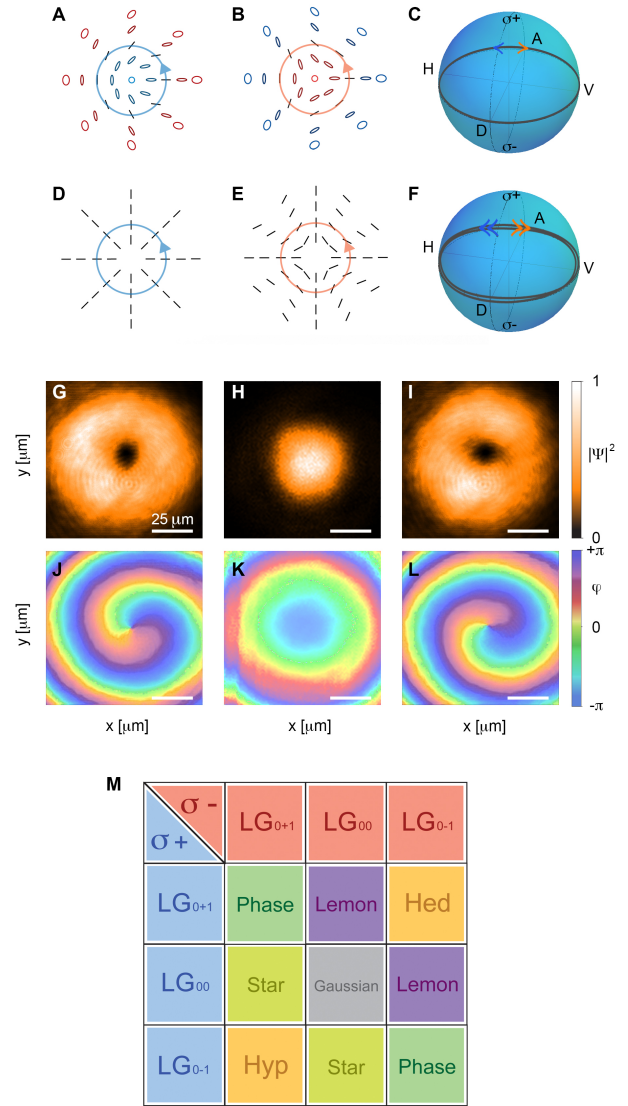 A
B
C
σ+
A
H
V
D
σ-
D
E
F
σ+
A
H
V
D
σ-
G
H
I
y [μm]
25 μm
1
|Ψ|²
0
J
K
L
y [μm]
+π
φ
0
-π
x [μm]
x [μm]
x [μm]
M
σ -
σ +
LG0+1
LG00
LG0-1
LG0+1
Phase
Lemon
Hed
LG00
Star
Gaussian
Lemon
LG0-1
Hyp
Star
Phase